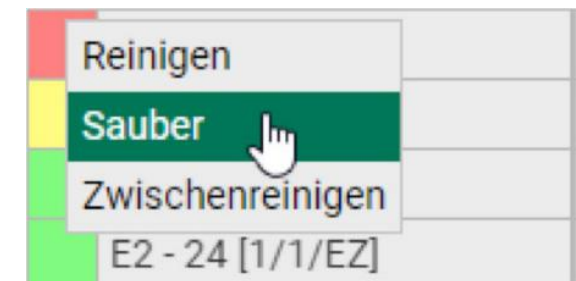 Reinigen
Sauber
Zwischenreinigen
E2 - 24 [1/1/EZ]